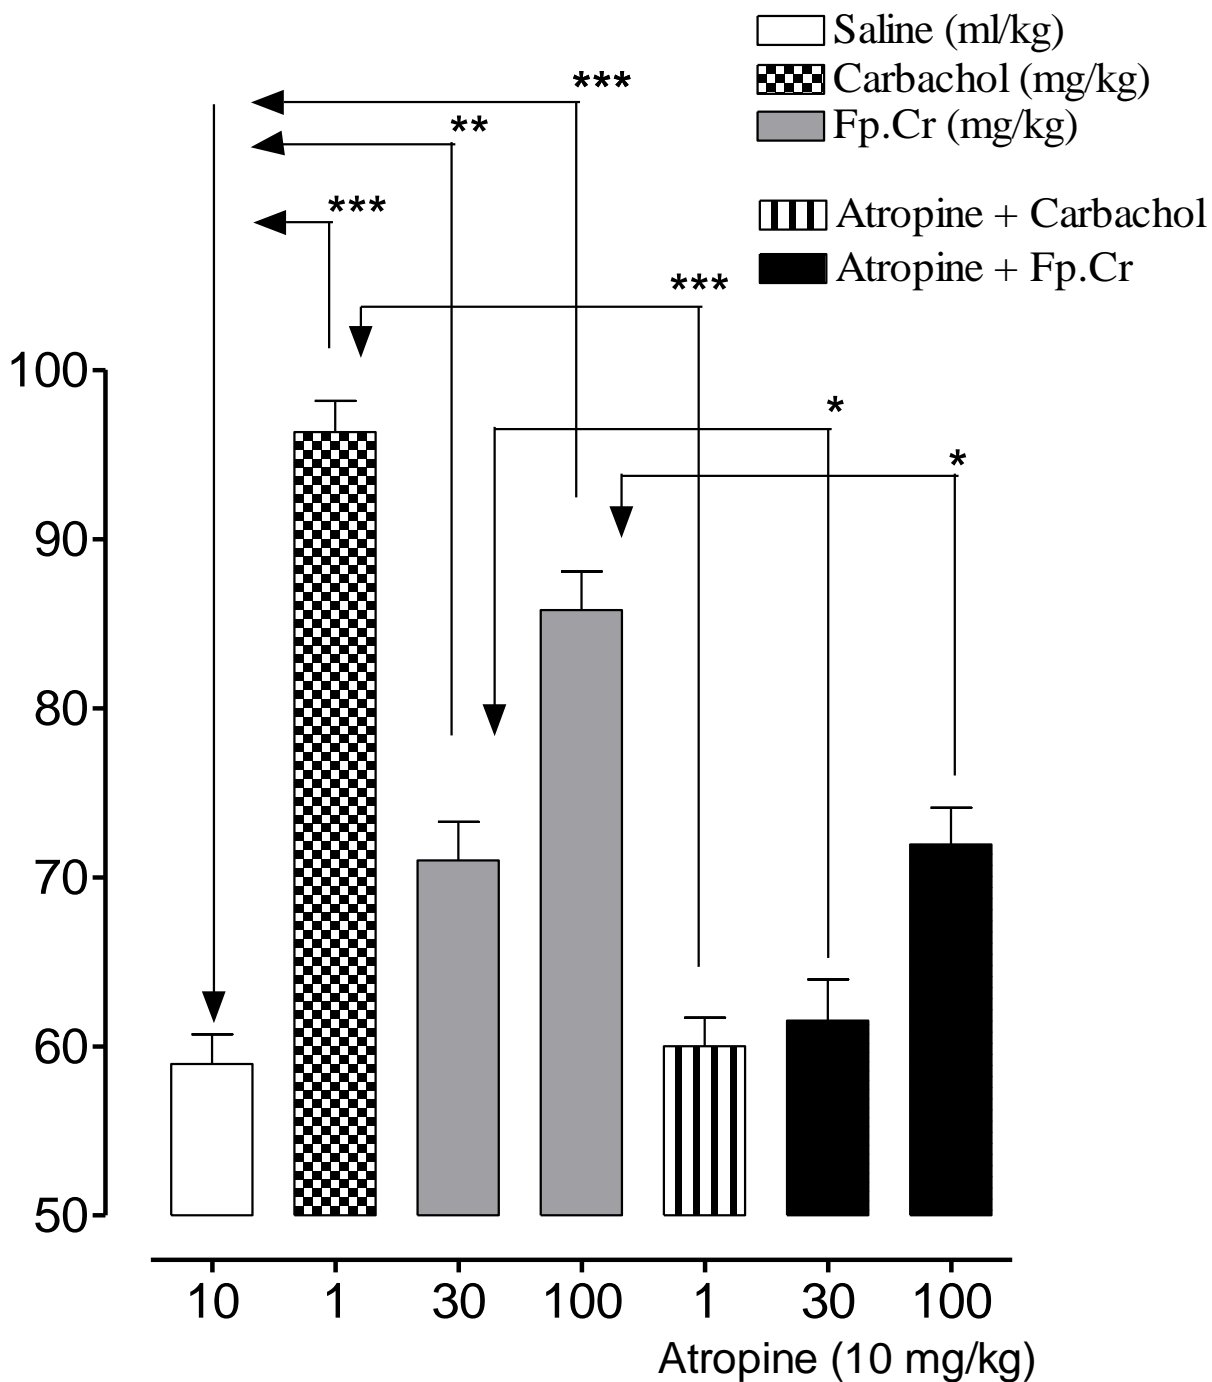 Saline (ml/kg)
Carbachol (mg/kg)
Fp.Cr (mg/kg)
Atropine + Carbachol
Atropine + Fp.Cr
***
**
***
***
*
*
100
90
80
70
60
50
10 1 30 100 1 30 100
Atropine (10 mg/kg)